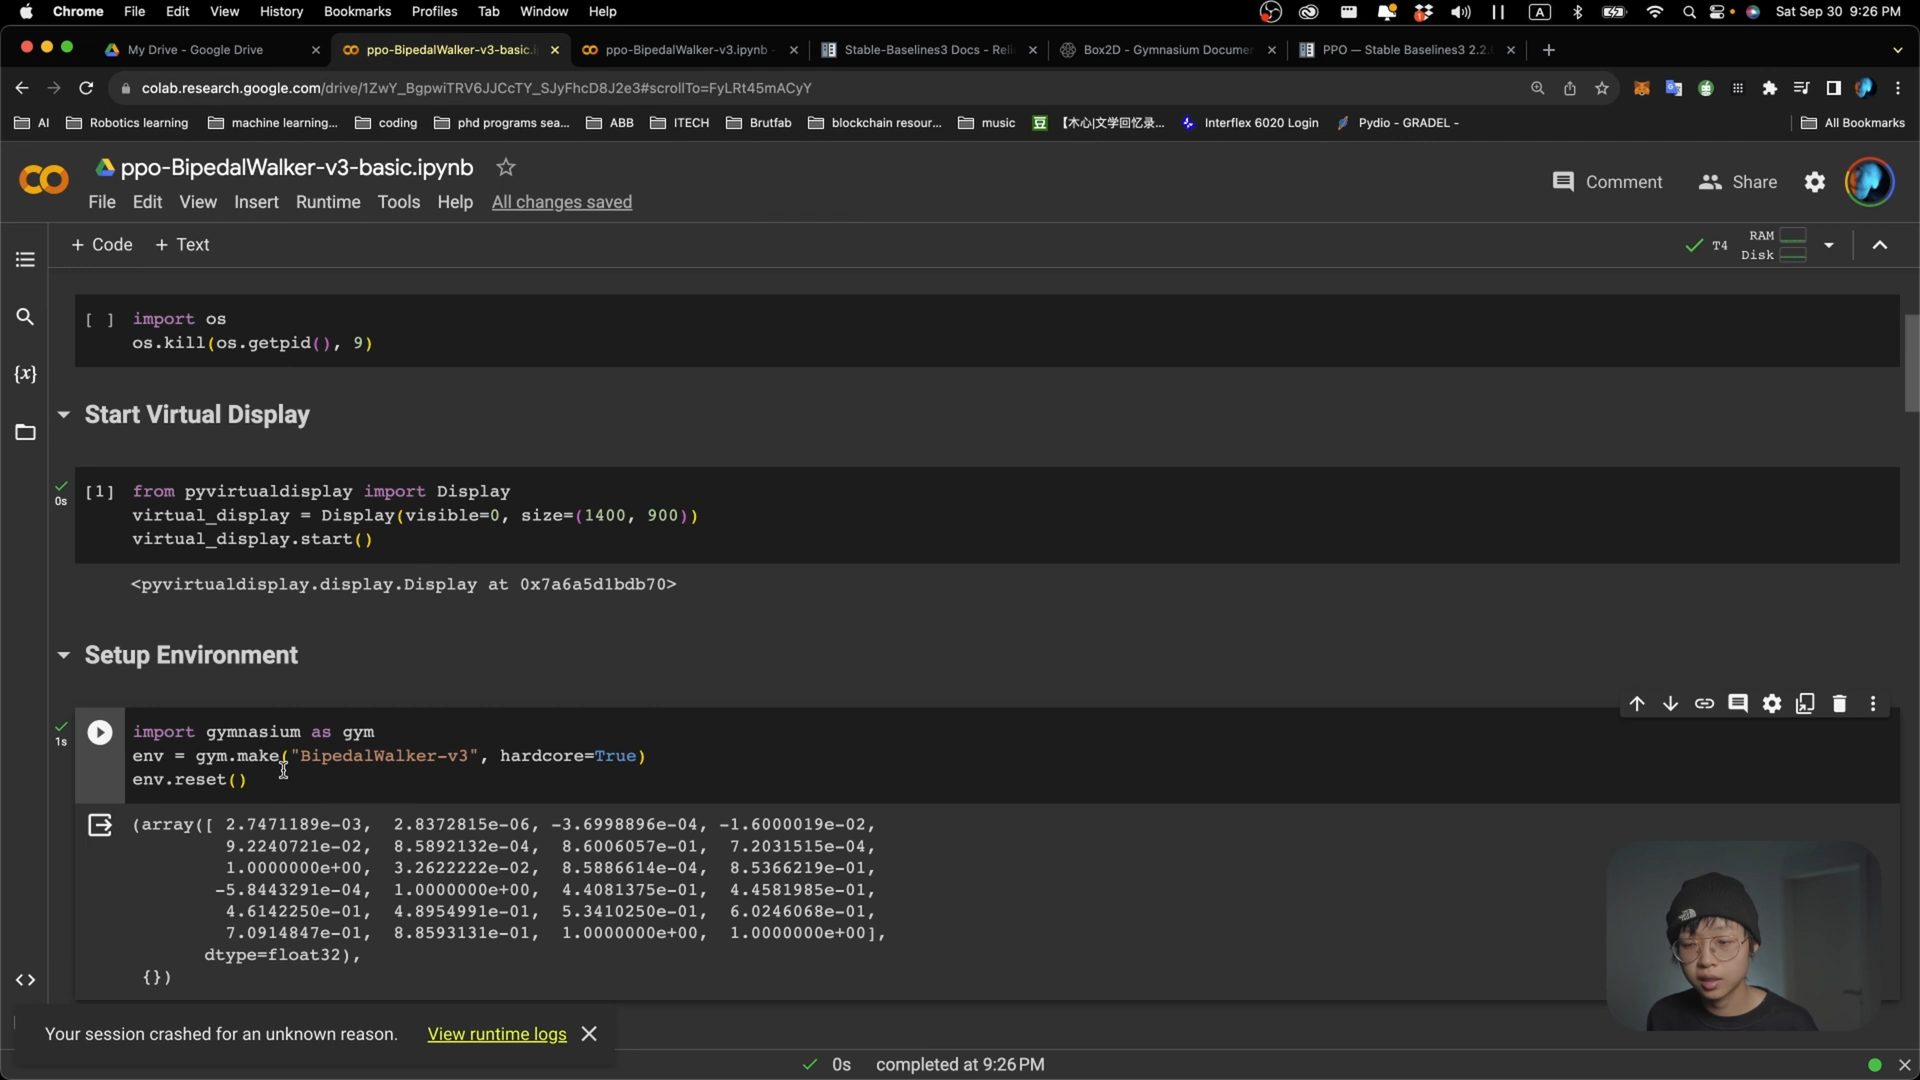 Chrome File Edit View History Bookmarks Profiles Tab Window Help A Sat Sep 30 9:26 PM
My Drive - Google Drive ppo-BipedalWalker-v3-basic. ppo-BipedalWalker-v3.ipynb - Stable-Baselines3 Docs - Reli Box2D - Gymnasium Documen PPO — Stable Baselines3 2.2.
colab.research.google.com/drive/1ZwY_BgpwiTRV6JJCcTY_SJyFhcD8J2e3#scrollTo=FyLRt45mACyY
AI Robotics learning machine learning... coding phd programs sea... ABB ITECH Brutfab blockchain resour... music 豆 【木心|文学回忆录... Interflex 6020 Login Pydio - GRADEL - All Bookmarks
ppo-BipedalWalker-v3-basic.ipynb
Comment Share
File Edit View Insert Runtime Tools Help All changes saved
+ Code + Text
T4 RAM
Disk
[ ] import os
os.kill(os.getpid(), 9)
{x}
Start Virtual Display
0s
[1] from pyvirtualdisplay import Display
virtual_display = Display(visible=0, size=(1400, 900))
virtual_display.start()
<pyvirtualdisplay.display.Display at 0x7a6a5d1bdb70>
Setup Environment
1s
import gymnasium as gym
env = gym.make("BipedalWalker-v3", hardcore=True)
env.reset()
(array([ 2.7471189e-03, 2.8372815e-06, -3.6998896e-04, -1.6000019e-02,
9.2240721e-02, 8.5892132e-04, 8.6006057e-01, 7.2031515e-04,
1.0000000e+00, 3.2622222e-02, 8.5886614e-04, 8.5366219e-01,
-5.8443291e-04, 1.0000000e+00, 4.4081375e-01, 4.4581985e-01,
4.6142250e-01, 4.8954991e-01, 5.3410250e-01, 6.0246068e-01,
7.0914847e-01, 8.8593131e-01, 1.0000000e+00, 1.0000000e+00],
dtype=float32),
{})
Your session crashed for an unknown reason. View runtime logs
0s completed at 9:26 PM